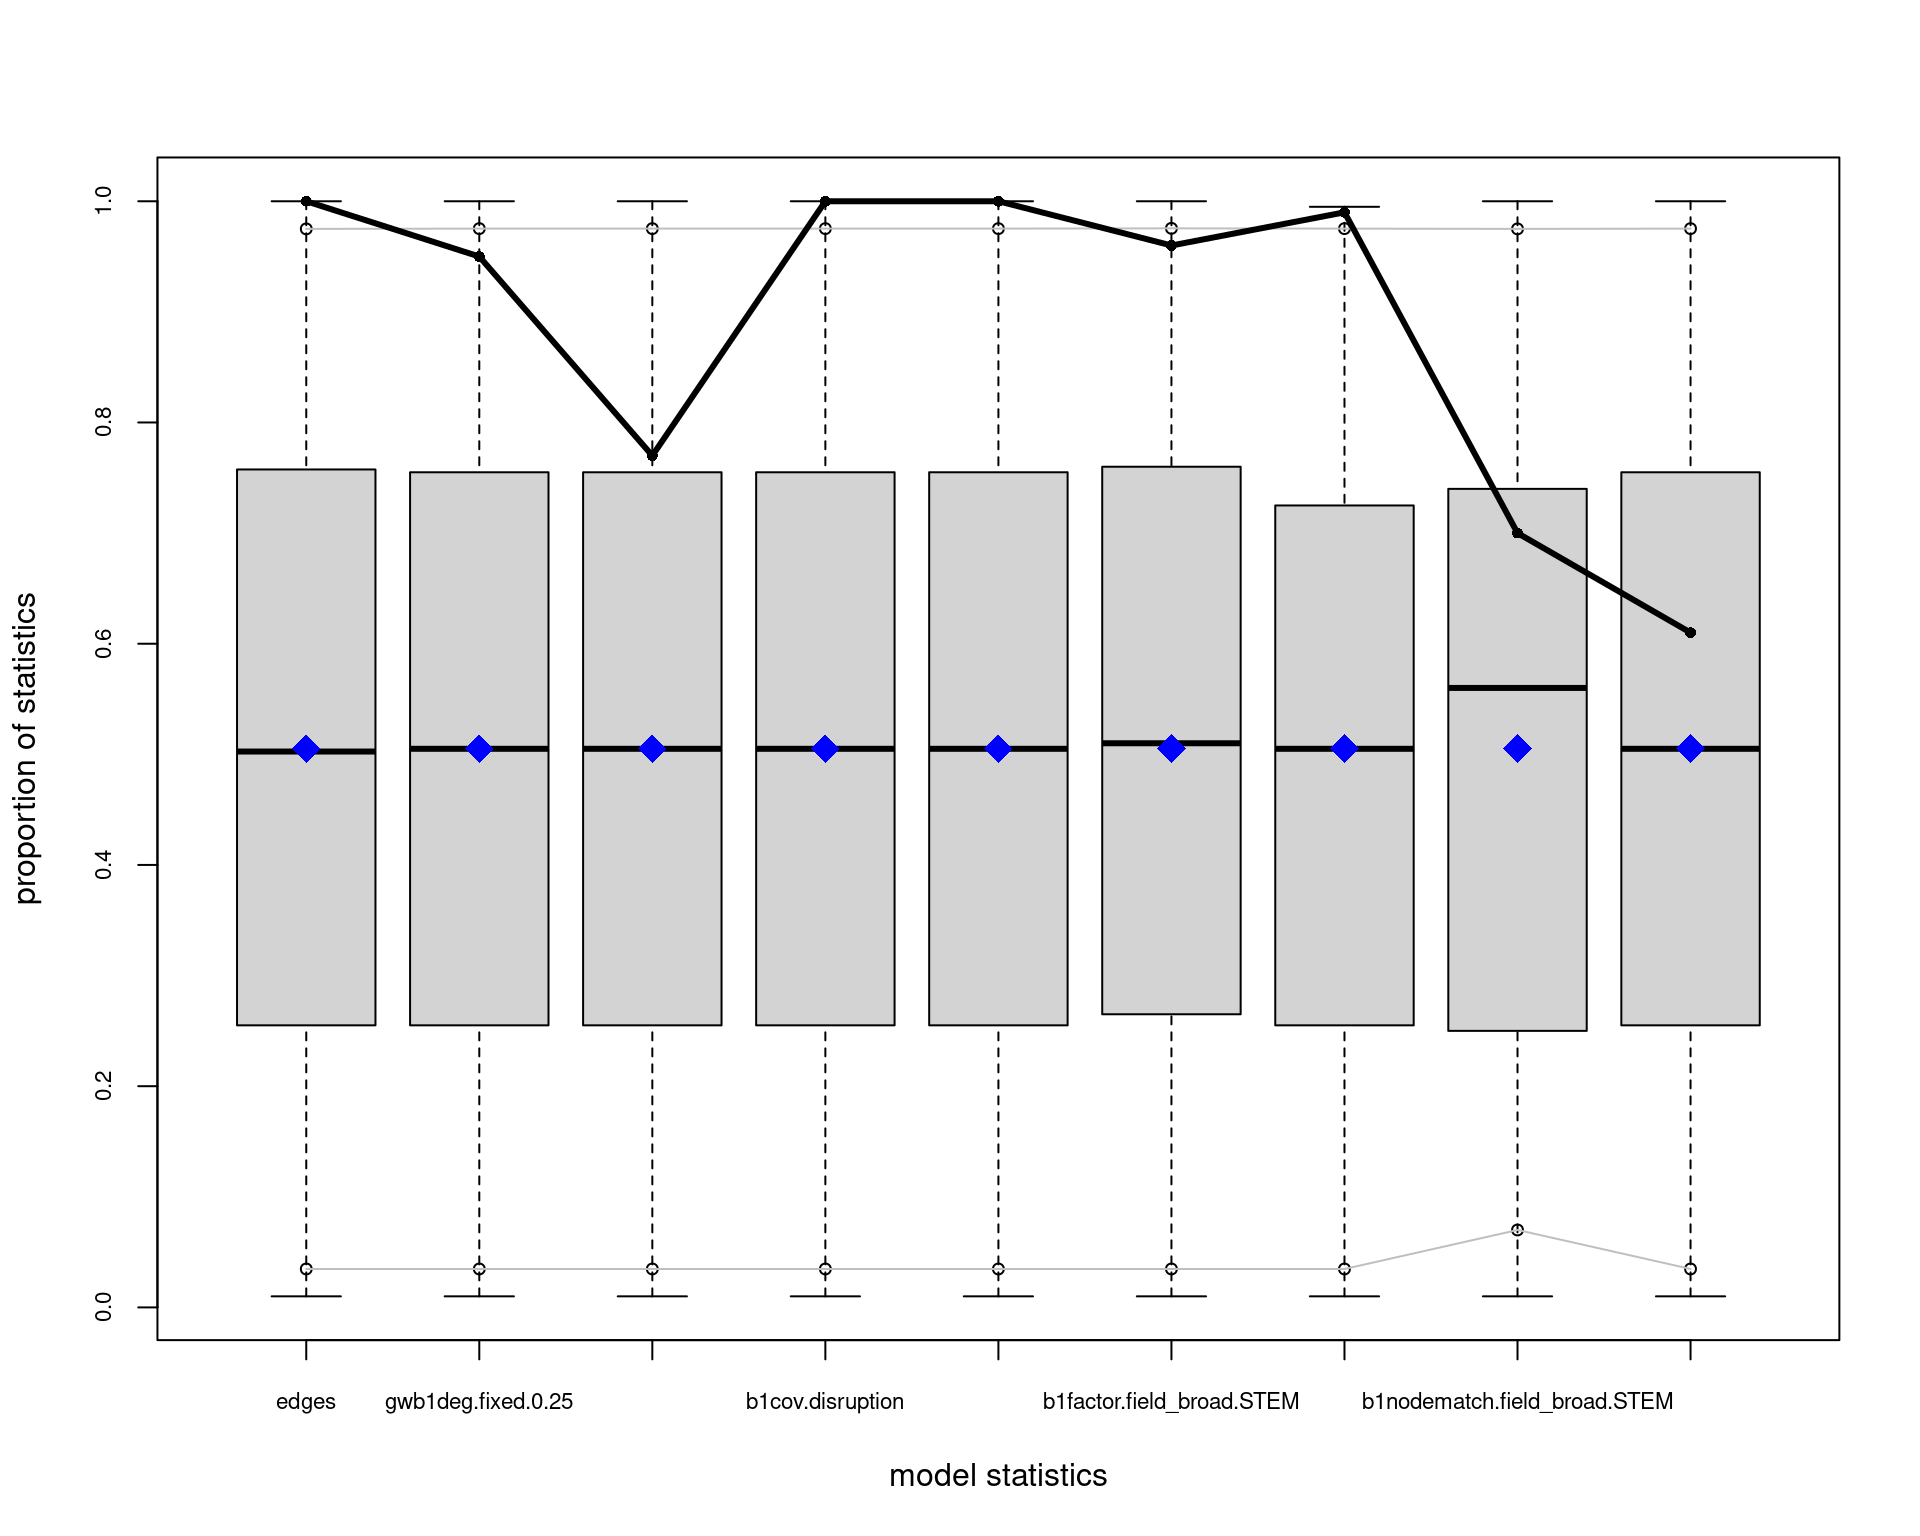 1.0
0.8
0.6
0.4
0.2
0.0
proportion of statistics
edges gwb1deg.fixed.0.25 b1cov.disruption b1factor.field_broad.STEM b1nodematch.field_broad.STEM
model statistics